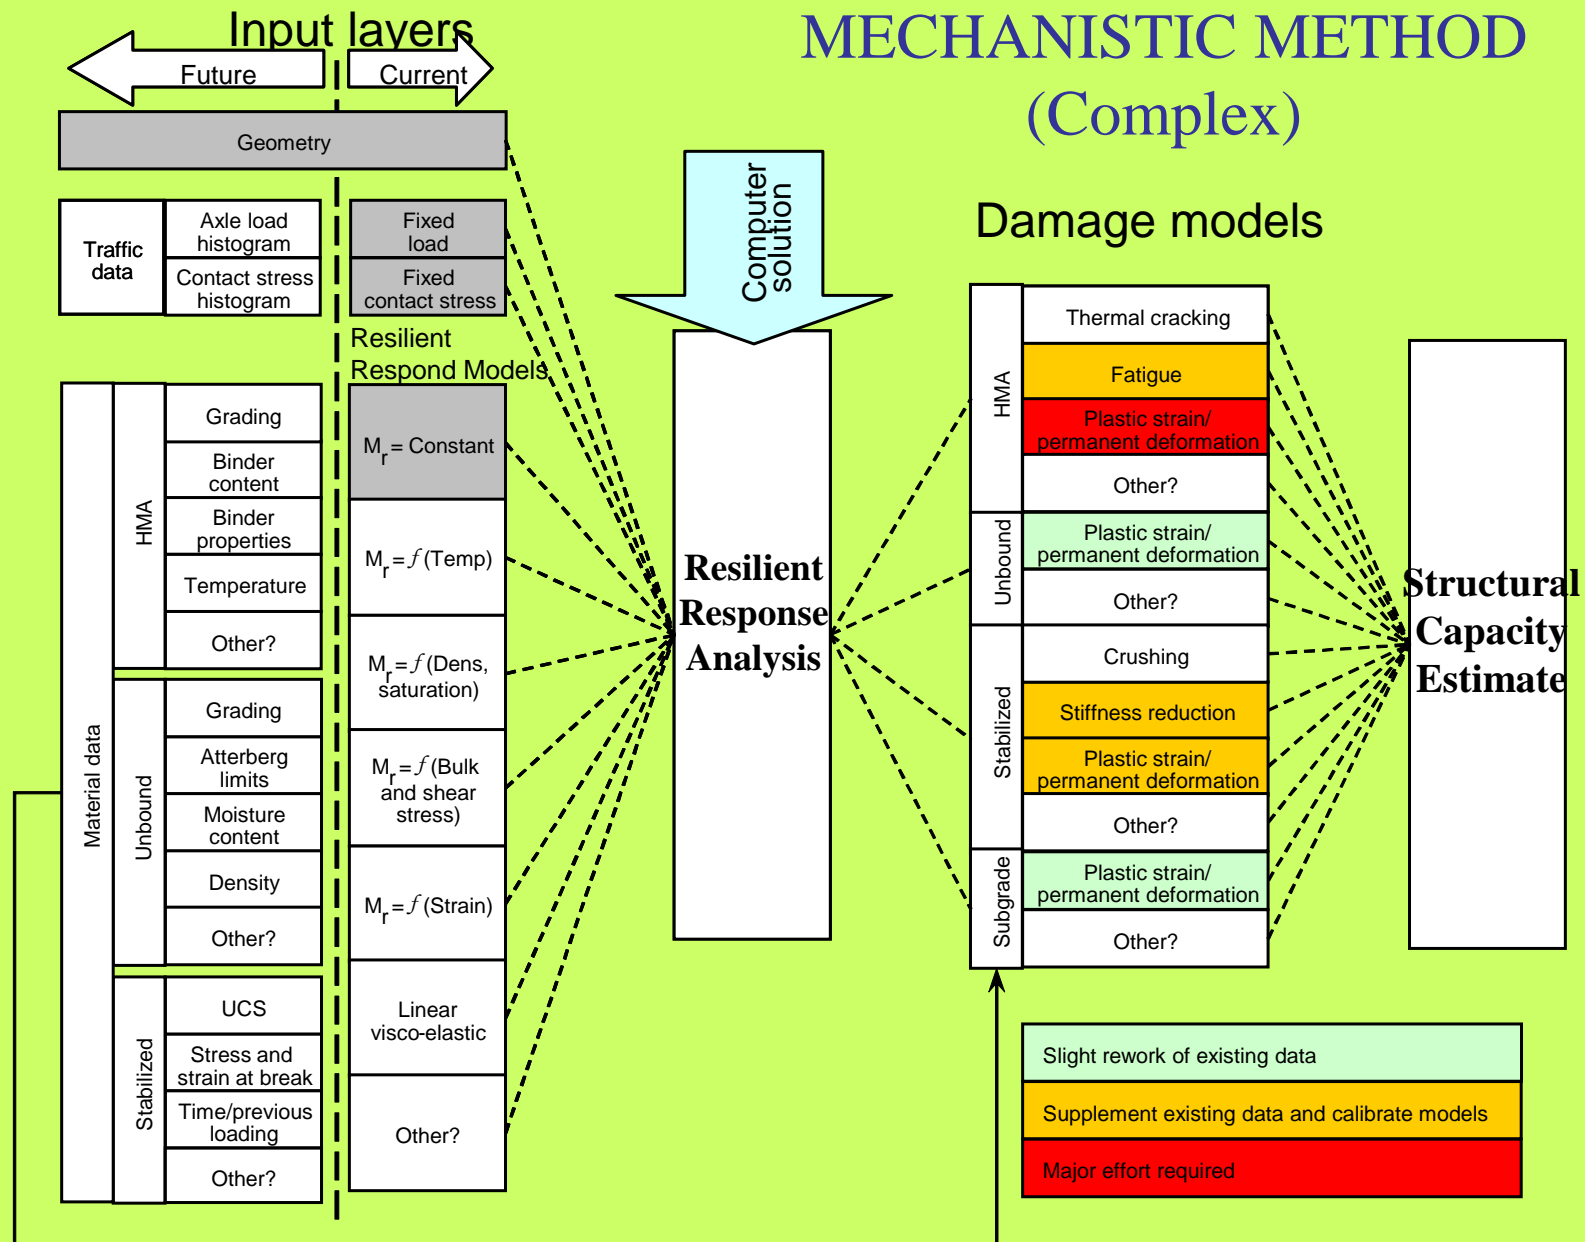 Input layers
MECHANISTIC METHOD
(Complex)
Future
Current
Geometry
Traffic
data
Axle load
histogram
Contact stress
histogram
Fixed
load
Fixed
contact stress
Resilient
Respond Models
Computer
solution
Damage models
Material data
HMA
Grading
Binder
content
Binder
properties
Temperature
Other?
Unbound
Grading
Atterberg
limits
Moisture
content
Density
Other?
Stabilized
UCS
Stress and
strain at break
Time/previous
loading
Other?
Mr = Constant
Mr = f (Temp)
Mr = f (Dens,
saturation)
Mr = f (Bulk
and shear
stress)
Mr = f (Strain)
Linear
visco-elastic
Other?
Resilient
Response
Analysis
HMA
Thermal cracking
Fatigue
Plastic strain/
permanent deformation
Other?
Unbound
Plastic strain/
permanent deformation
Other?
Stabilized
Crushing
Stiffness reduction
Plastic strain/
permanent deformation
Other?
Subgrade
Plastic strain/
permanent deformation
Other?
Structural
Capacity
Estimate
Slight rework of existing data
Supplement existing data and calibrate models
Major effort required